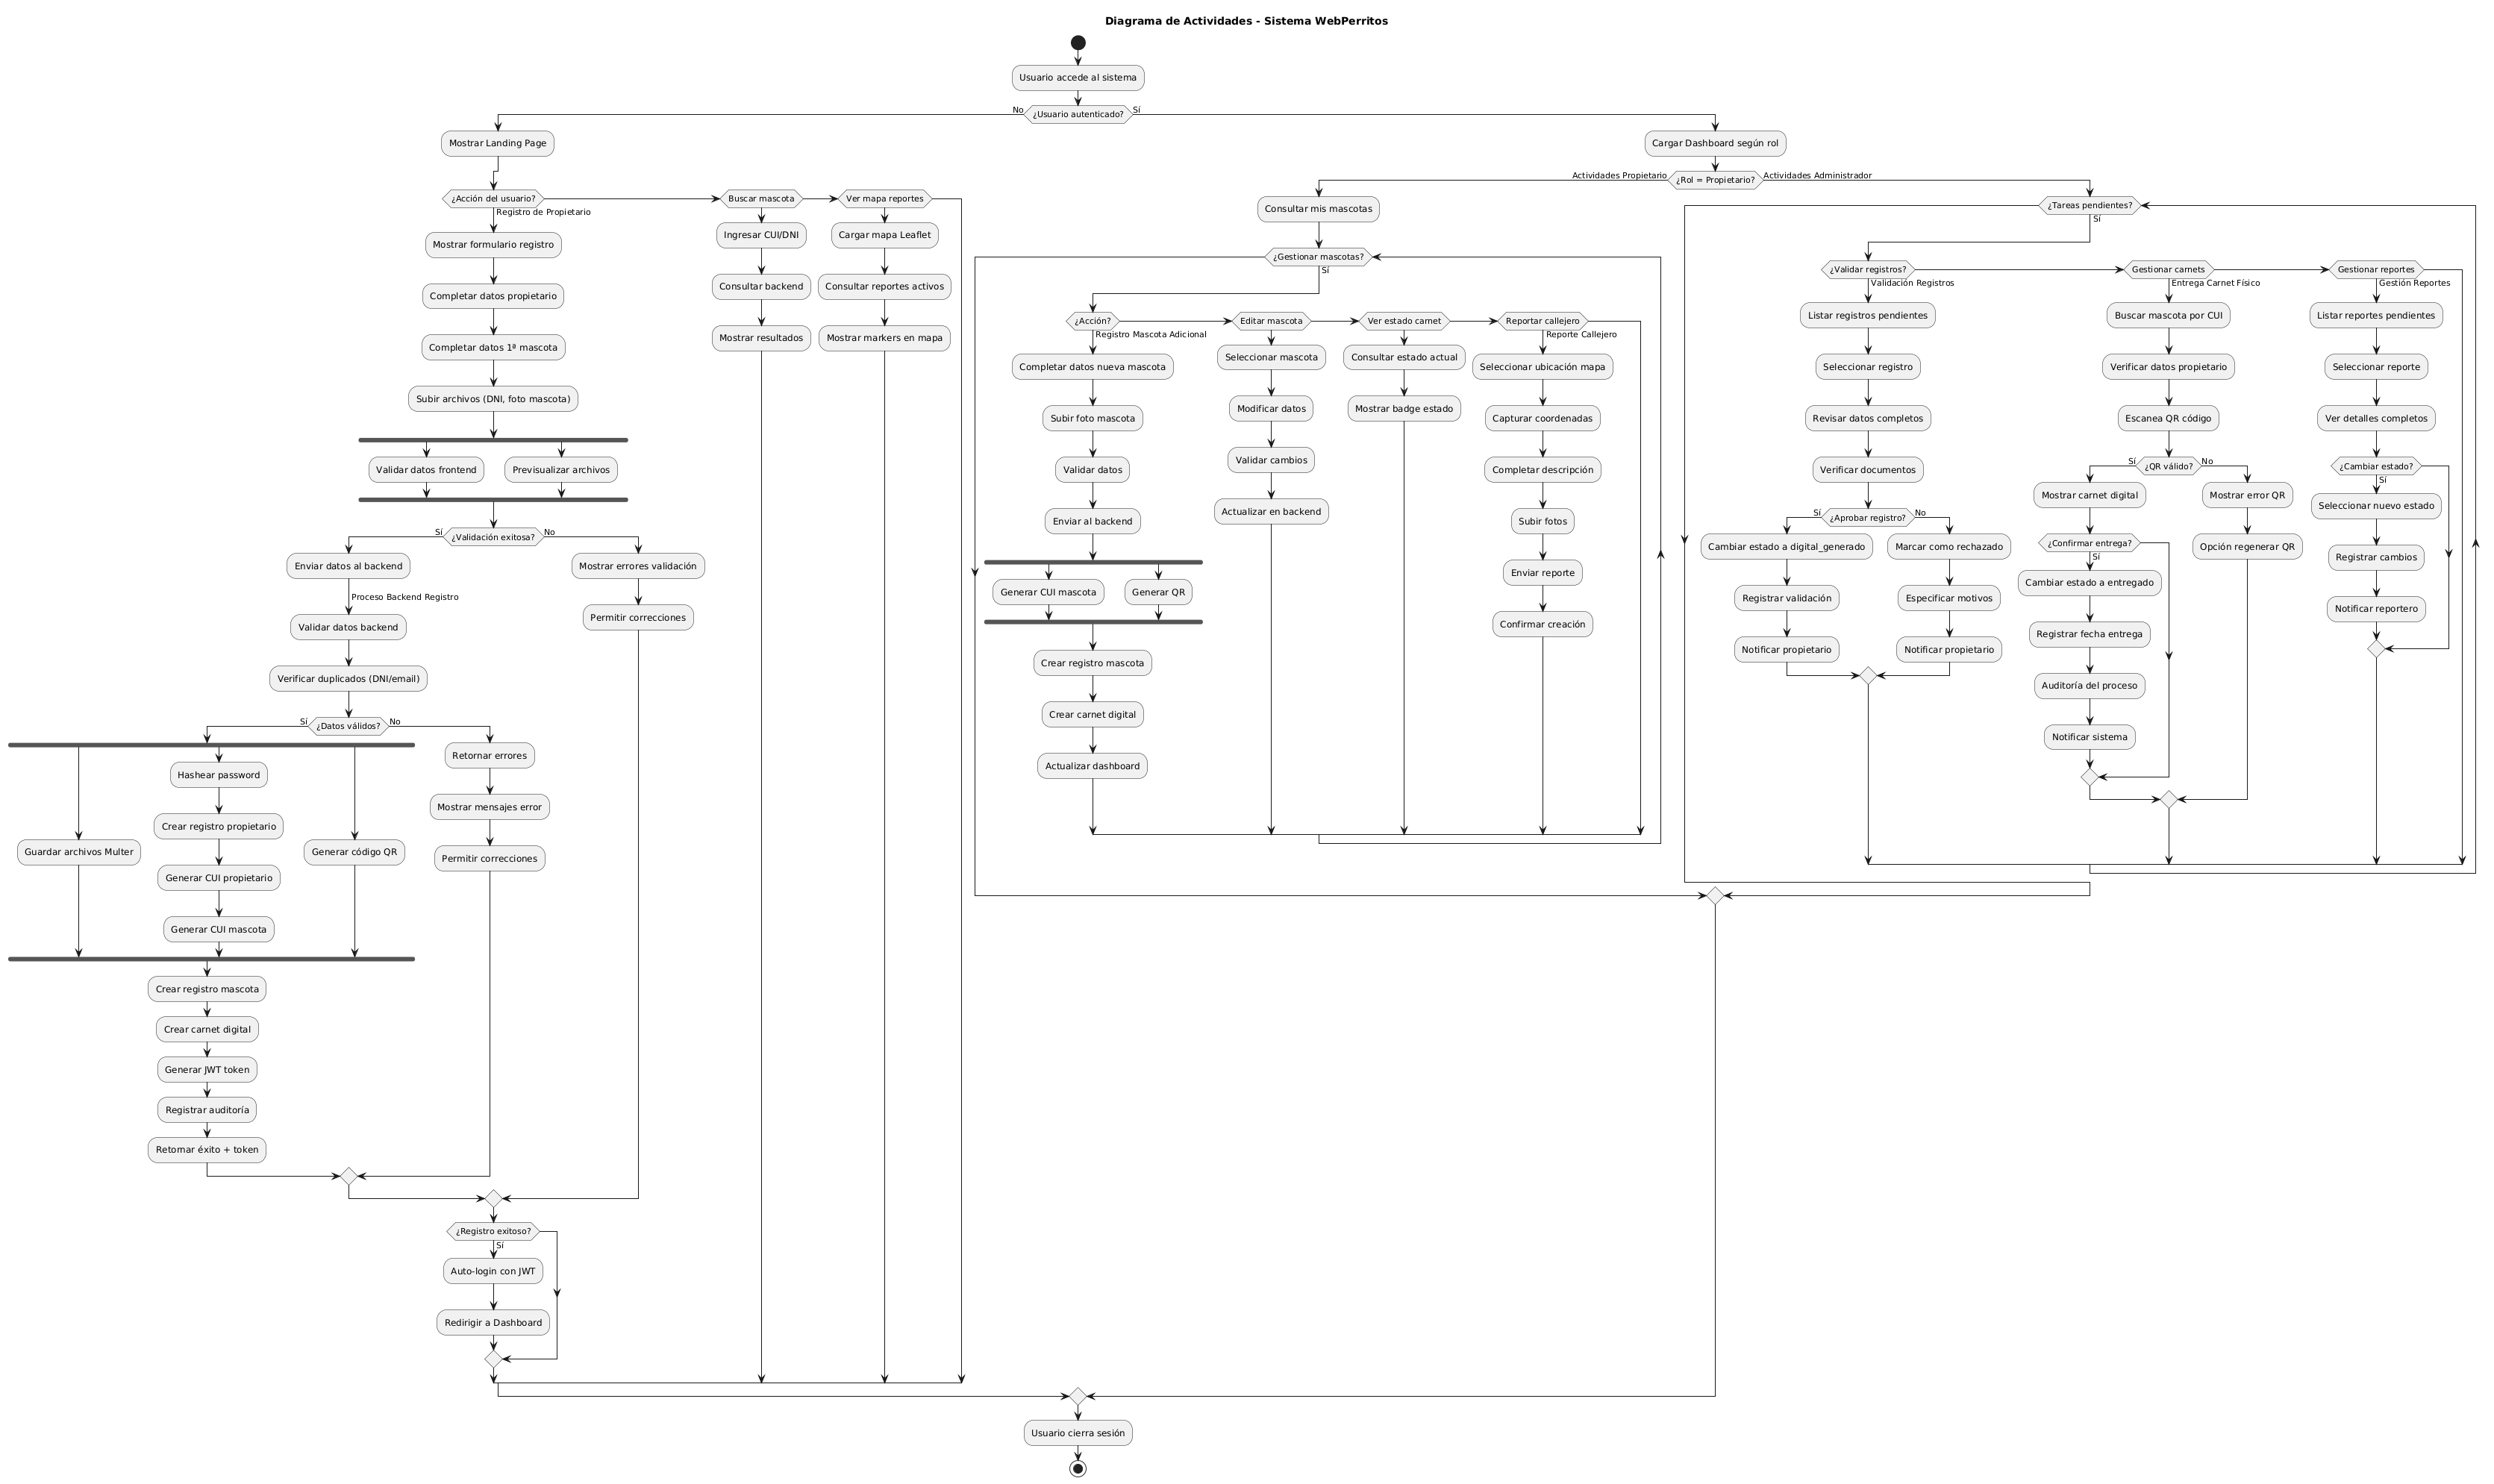 Diagrama de Actividades - Sistema WebPerritos
Usuario accede al sistema
¿Usuario autenticado?
No
Sí
Mostrar Landing Page
¿Acción del usuario?
Registro de Propietario
Mostrar formulario registro
Completar datos propietario
Completar datos 1ª mascota
Subir archivos (DNI, foto mascota)
Validar datos frontend
Previsualizar archivos
¿Validación exitosa?
Sí
No
Enviar datos al backend
Proceso Backend Registro
Validar datos backend
Verificar duplicados (DNI/email)
¿Datos válidos?
Sí
No
Guardar archivos Multer
Hashear password
Crear registro propietario
Generar CUI propietario
Generar CUI mascota
Generar código QR
Crear registro mascota
Crear carnet digital
Generar JWT token
Registrar auditoría
Retornar éxito + token
Retornar errores
Mostrar mensajes error
Permitir correcciones
Mostrar errores validación
Permitir correcciones
¿Registro exitoso?
Sí
Auto-login con JWT
Redirigir a Dashboard
Buscar mascota
Ingresar CUI/DNI
Consultar backend
Mostrar resultados
Ver mapa reportes
Cargar mapa Leaflet
Consultar reportes activos
Mostrar markers en mapa
Cargar Dashboard según rol
¿Rol = Propietario?
Actividades Propietario
Actividades Administrador
Consultar mis mascotas
¿Gestionar mascotas?
Sí
¿Acción?
Registro Mascota Adicional
Completar datos nueva mascota
Subir foto mascota
Validar datos
Enviar al backend
Generar CUI mascota
Generar QR
Crear registro mascota
Crear carnet digital
Actualizar dashboard
Editar mascota
Seleccionar mascota
Modificar datos
Validar cambios
Actualizar en backend
Ver estado carnet
Consultar estado actual
Mostrar badge estado
Reportar callejero
Reporte Callejero
Seleccionar ubicación mapa
Capturar coordenadas
Completar descripción
Subir fotos
Enviar reporte
Confirmar creación
¿Tareas pendientes?
Sí
¿Validar registros?
Validación Registros
Listar registros pendientes
Seleccionar registro
Revisar datos completos
Verificar documentos
¿Aprobar registro?
Sí
No
Cambiar estado a digital_generado
Registrar validación
Notificar propietario
Marcar como rechazado
Especificar motivos
Notificar propietario
Gestionar carnets
Entrega Carnet Físico
Buscar mascota por CUI
Verificar datos propietario
Escanea QR código
¿QR válido?
Sí
No
Mostrar carnet digital
¿Confirmar entrega?
Sí
Cambiar estado a entregado
Registrar fecha entrega
Auditoría del proceso
Notificar sistema
Mostrar error QR
Opción regenerar QR
Gestionar reportes
Gestión Reportes
Listar reportes pendientes
Seleccionar reporte
Ver detalles completos
¿Cambiar estado?
Sí
Seleccionar nuevo estado
Registrar cambios
Notificar reportero
Usuario cierra sesión